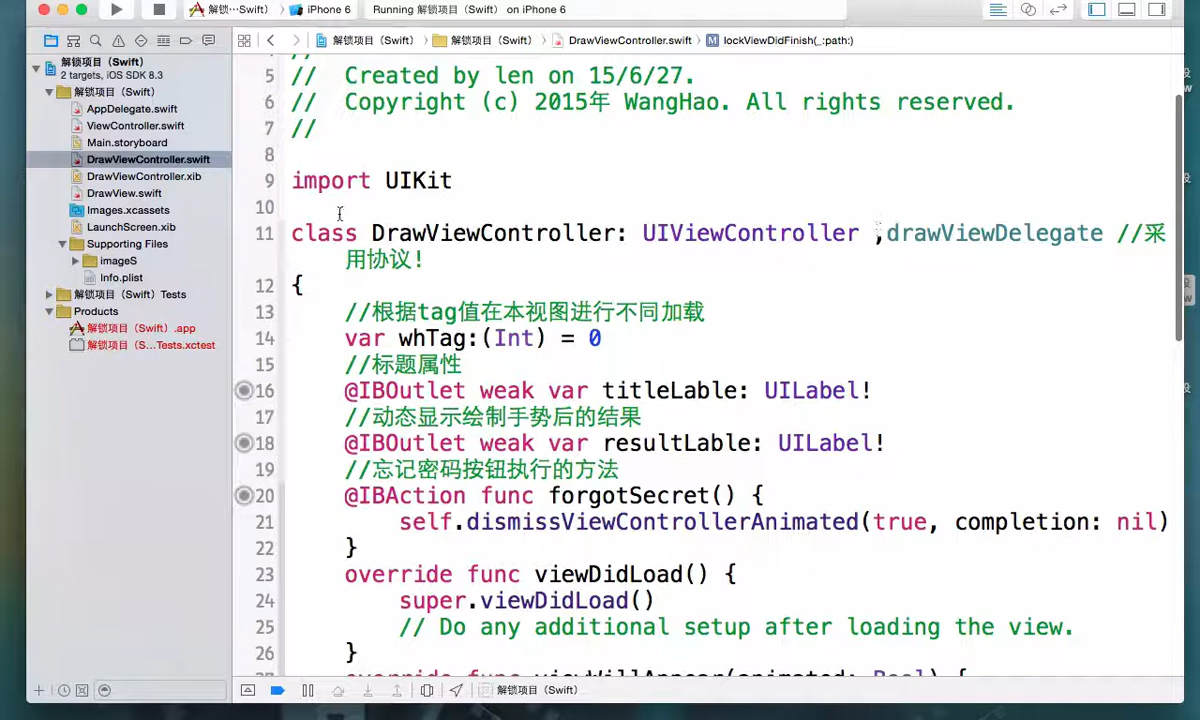 解锁…Swift）
iPhone 6
Running 解锁项目（Swift） on iPhone 6
解锁项目（Swift）
解锁项目（Swift）
DrawViewController.swift
M lockViewDidFinish(_:path:)
解锁项目（Swift）
2 targets, iOS SDK 8.3
解锁项目（Swift）
AppDelegate.swift
ViewController.swift
Main.storyboard
DrawViewController.swift
DrawViewController.xib
DrawView.swift
Images.xcassets
LaunchScreen.xib
Supporting Files
imageS
Info.plist
解锁项目（Swift）Tests
Products
解锁项目（Swift）.app
解锁项目（S...Tests.xctest
5 // Created by len on 15/6/27.
6 // Copyright (c) 2015年 WangHao. All rights reserved.
7 //
8
9 import UIKit
10
11 class DrawViewController: UIViewController ,drawViewDelegate //采
用协议！
12 {
13 //根据tag值在本视图进行不同加载
14 var whTag:(Int) = 0
15 //标题属性
16 @IBOutlet weak var titleLable: UILabel!
17 //动态显示绘制手势后的结果
18 @IBOutlet weak var resultLable: UILabel!
19 //忘记密码按钮执行的方法
20 @IBAction func forgotSecret() {
21 self.dismissViewControllerAnimated(true, completion: nil)
22 }
23 override func viewDidLoad() {
24 super.viewDidLoad()
25 // Do any additional setup after loading the view.
26 }
override func viewWillAppear(animated: Bool) {
解锁项目（Swift）